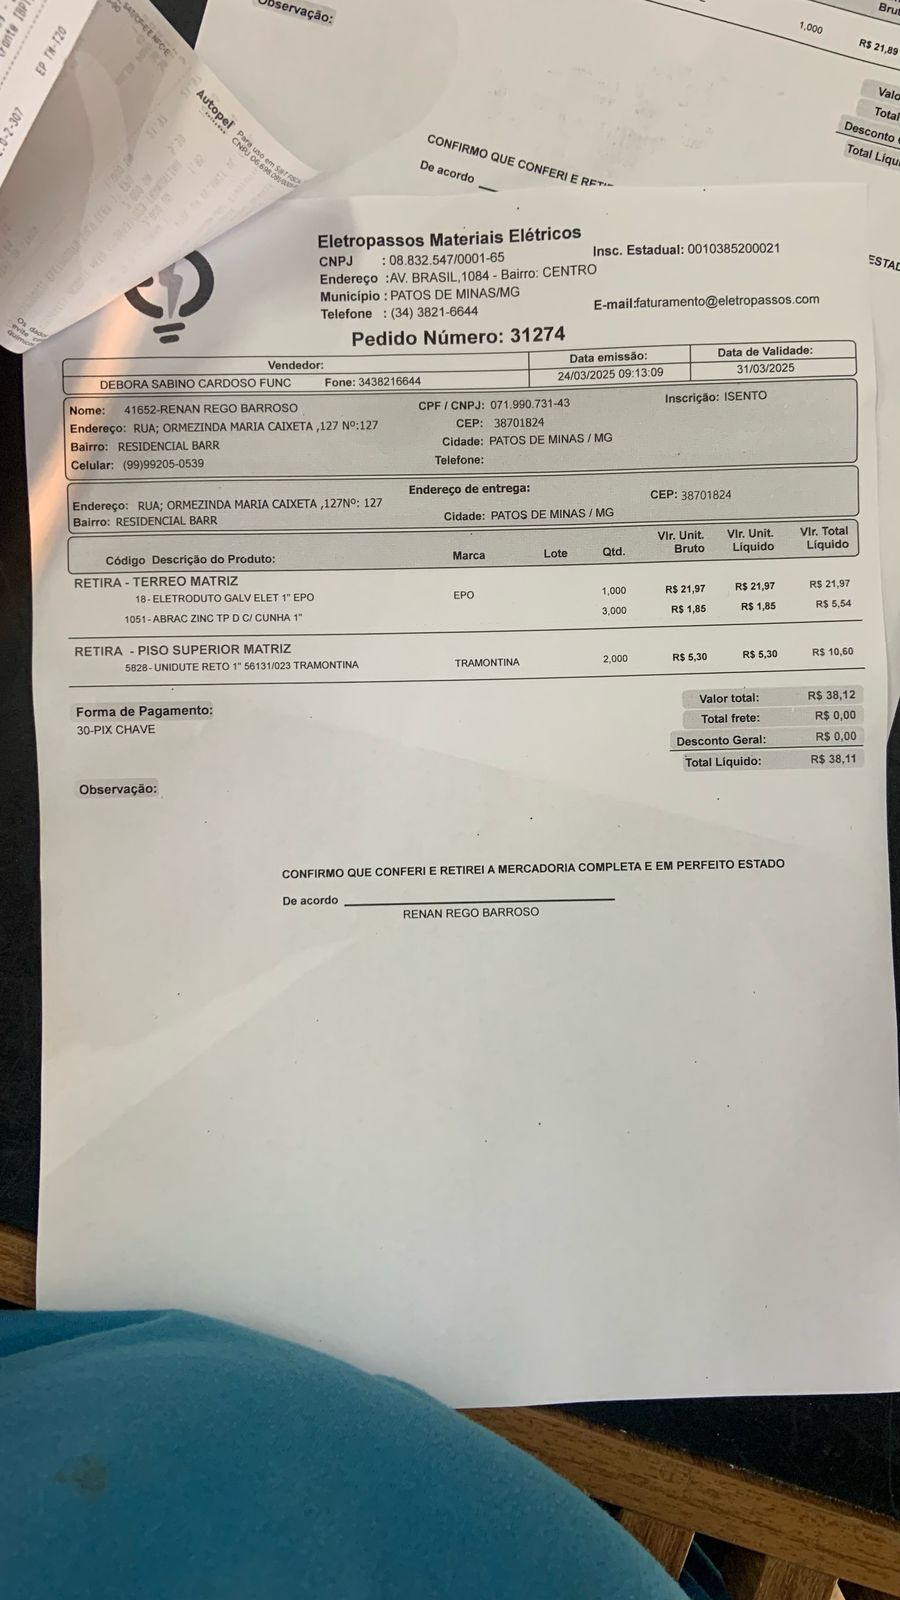 EP TM-T20
Autopel
Para uso em
Observação:
1,000
R$ 21,89
Total
Desconto
CONFIRMO QUE CONFERI E
De acordo
Eletropassos Materiais Elétricos
CNPJ : 08.832.547/0001-65
Insc. Estadual: 0010385200021
Endereço :AV. BRASIL,1084 - Bairro: CENTRO
Município : PATOS DE MINAS/MG
E-mail:faturamento@eletropassos.com
Telefone : (34) 3821-6644
Pedido Número: 31274
Vendedor: Data emissão: Data de Validade:
DEBORA SABINO CARDOSO FUNC Fone: 3438216644 24/03/2025 09:13:09 31/03/2025
Nome: 41652-RENAN REGO BARROSO CPF / CNPJ: 071.990.731-43 Inscrição: ISENTO
Endereço: RUA; ORMEZINDA MARIA CAIXETA ,127 Nº:127 CEP: 38701824
Bairro: RESIDENCIAL BARR Cidade: PATOS DE MINAS / MG
Celular: (99)99205-0539 Telefone:
Endereço de entrega:
Endereço: RUA; ORMEZINDA MARIA CAIXETA ,127Nº: 127 CEP: 38701824
Bairro: RESIDENCIAL BARR Cidade: PATOS DE MINAS / MG
Código Descrição do Produto: Marca Lote Qtd. Vlr. Unit. Bruto Vlr. Unit. Líquido Vlr. Total Líquido
RETIRA - TERREO MATRIZ
18- ELETRODUTO GALV ELET 1" EPO EPO 1,000 R$ 21,97 R$ 21,97 R$ 21,97
1051- ABRAC ZINC TP D C/ CUNHA 1" 3,000 R$ 1,85 R$ 1,85 R$ 5,54
RETIRA - PISO SUPERIOR MATRIZ
5828- UNIDUTE RETO 1" 56131/023 TRAMONTINA TRAMONTINA 2,000 R$ 5,30 R$ 5,30 R$ 10,60
Forma de Pagamento:
30-PIX CHAVE
Valor total: R$ 38,12
Total frete: R$ 0,00
Desconto Geral: R$ 0,00
Total Líquido: R$ 38,11
Observação:
CONFIRMO QUE CONFERI E RETIREI A MERCADORIA COMPLETA E EM PERFEITO ESTADO
De acordo
RENAN REGO BARROSO